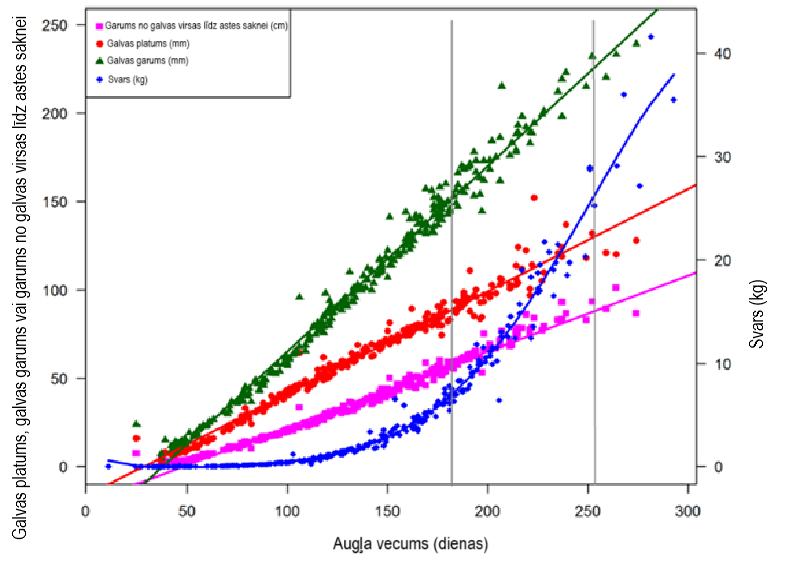 Galvas platums, galvas garums vai garums no galvas virsas līdz astes saknei
250
200
150
100
50
0
Garums no galvas virsas līdz astes saknei (cm)
Galvas platums (mm)
Galvas garums (mm)
Svars (kg)
40
30
20
10
0
Svars (kg)
0 50 100 150 200 250 300
Augļa vecums (dienas)